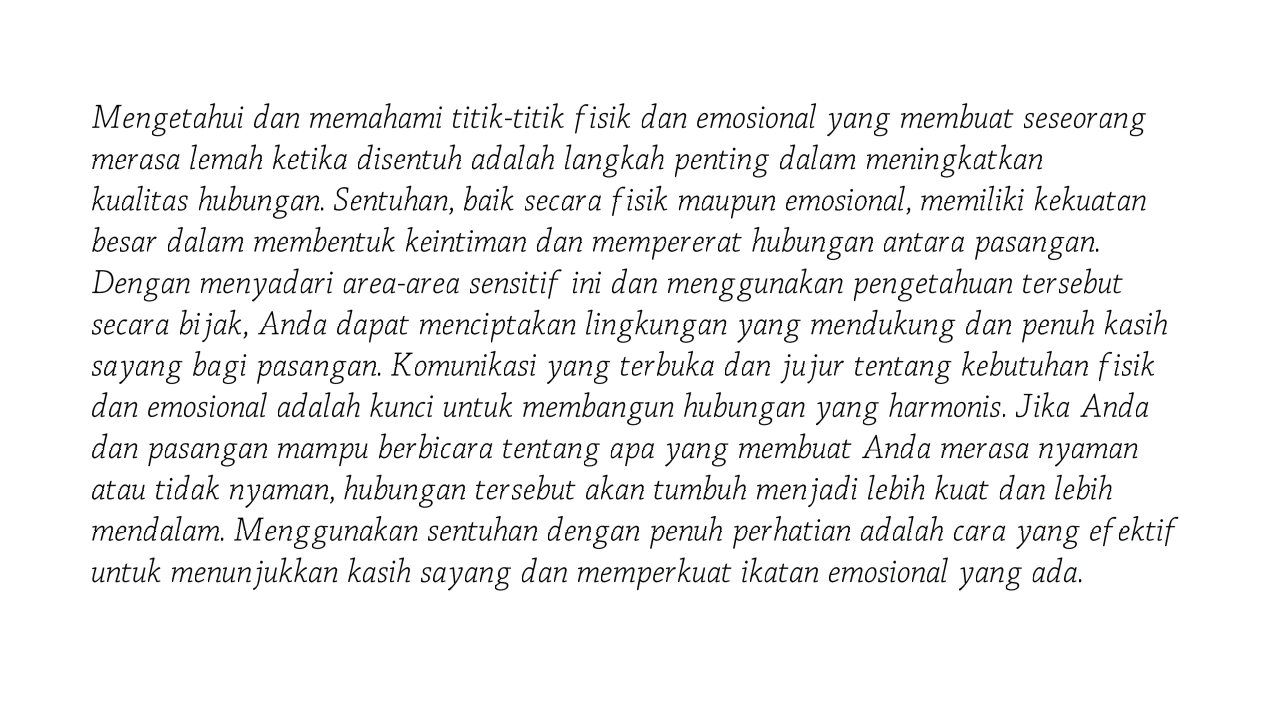 Mengetahui dan memahami titik-titik fisik dan emosional yang membuat seseorang
merasa lemah ketika disentuh adalah langkah penting dalam meningkatkan
kualitas hubungan. Sentuhan, baik secara fisik maupun emosional, memiliki kekuatan
besar dalam membentuk keintiman dan mempererat hubungan antara pasangan.
Dengan menyadari area-area sensitif ini dan menggunakan pengetahuan tersebut
secara bijak, Anda dapat menciptakan lingkungan yang mendukung dan penuh kasih
sayang bagi pasangan. Komunikasi yang terbuka dan jujur tentang kebutuhan fisik
dan emosional adalah kunci untuk membangun hubungan yang harmonis. Jika Anda
dan pasangan mampu berbicara tentang apa yang membuat Anda merasa nyaman
atau tidak nyaman, hubungan tersebut akan tumbuh menjadi lebih kuat dan lebih
mendalam. Menggunakan sentuhan dengan penuh perhatian adalah cara yang efektif
untuk menunjukkan kasih sayang dan memperkuat ikatan emosional yang ada.